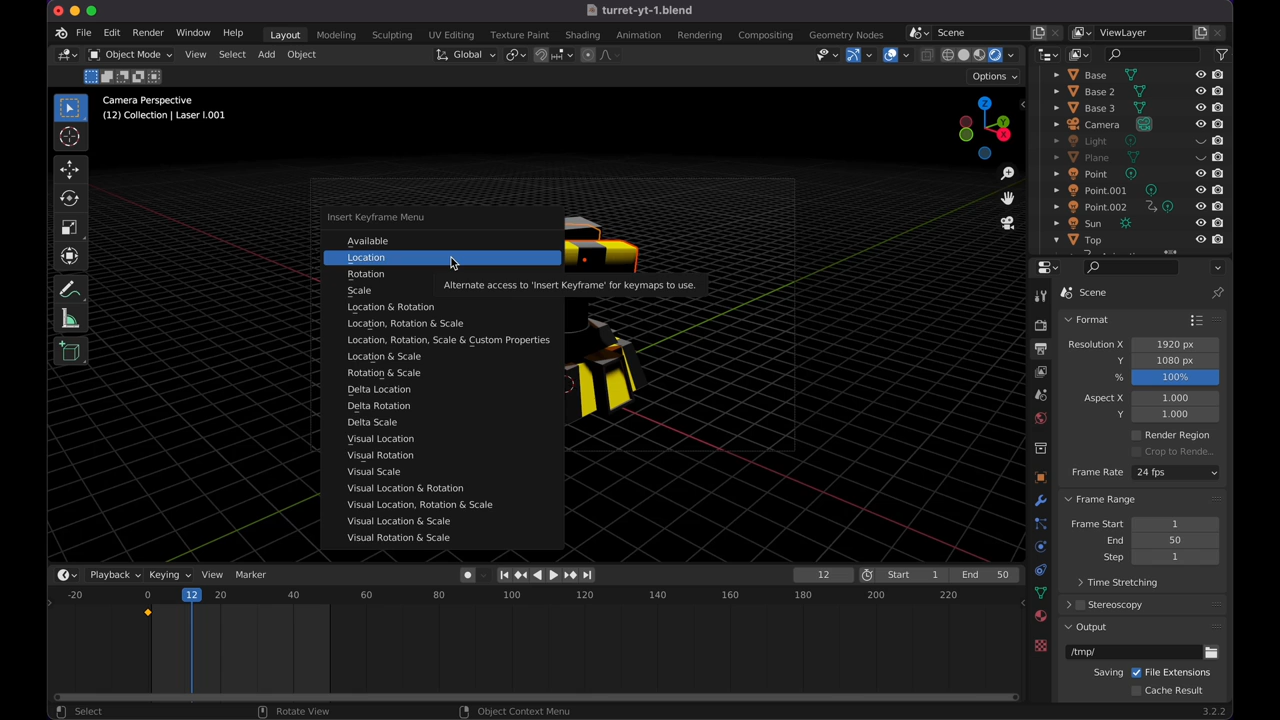 turret-yt-1.blend
File Edit Render Window Help Layout Modeling Sculpting UV Editing Texture Paint Shading Animation Rendering Compositing Geometry Nodes Scene ViewLayer
Object Mode View Select Add Object Global
Options
Camera Perspective
(12) Collection | Laser l.001
Z
Y
X
Base
Base 2
Base 3
Camera
Light
Plane
Point
Point.001
Point.002
Sun
Top
Insert Keyframe Menu
Available
Location
Rotation
Scale
Location & Rotation
Location, Rotation & Scale
Location, Rotation, Scale & Custom Properties
Location & Scale
Rotation & Scale
Delta Location
Delta Rotation
Delta Scale
Visual Location
Visual Rotation
Visual Scale
Visual Location & Rotation
Visual Location, Rotation & Scale
Visual Location & Scale
Visual Rotation & Scale
Alternate access to 'Insert Keyframe' for keymaps to use.
Scene
Format
Resolution X 1920 px
Y 1080 px
% 100%
Aspect X 1.000
Y 1.000
Render Region
Crop to Rende...
Frame Rate 24 fps
Frame Range
Frame Start 1
End 50
Step 1
Time Stretching
Stereoscopy
Output
/tmp/
Saving File Extensions
Cache Result
Playback Keying View Marker 12 Start 1 End 50
-20 0 12 20 40 60 80 100 120 140 160 180 200 220
Select Rotate View Object Context Menu 3.2.2